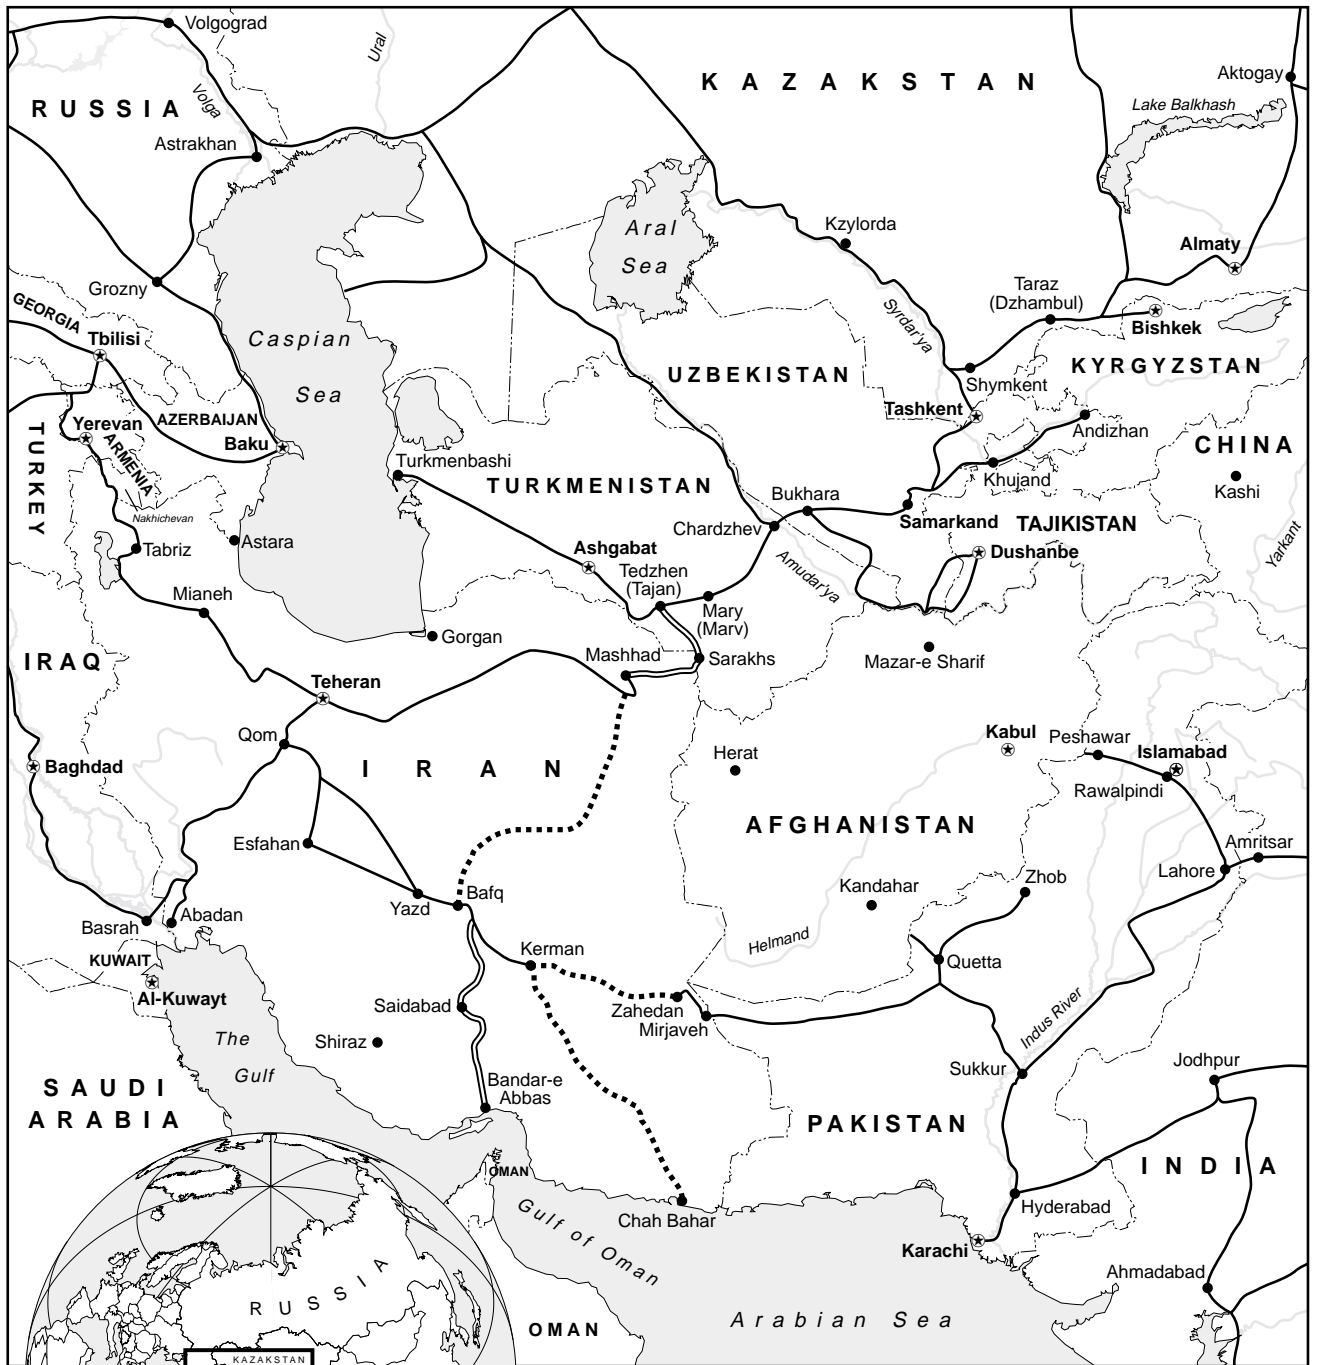 Volgograd
Ural
KAZAKSTAN
Aktogay
Lake Balkhash
RUSSIA
Volga
Astrakhan
Aral
Sea
Kzylorda
Almaty
Grozny
Taraz
(Dzhambul)
Syrdar'ya
GEORGIA
Tbilisi
Bishkek
Caspian
Sea
UZBEKISTAN
Shymkent
KYRGYZSTAN
TURKEY
Yerevan
ARMENIA
AZERBAIJAN
Baku
Tashkent
Andizhan
CHINA
Kashi
Turkmenbashi
TURKMENISTAN
Khujand
Bukhara
Nakhichevan
Chardzhev
Samarkand
TAJIKISTAN
Yarkant
Tabriz
Astara
Ashgabat
Dushanbe
Tedzhen
(Tajan)
Amudar'ya
Mianeh
Mary
(Marv)
Gorgan
Mashhad
Sarakhs
Mazar-e Sharif
IRAQ
Teheran
Qom
Kabul
Peshawar
Islamabad
Baghdad
IRAN
Herat
Rawalpindi
AFGHANISTAN
Esfahan
Amritsar
Lahore
Kandahar
Zhob
Yazd
Bafq
Basrah
Abadan
Helmand
Kerman
KUWAIT
Quetta
Al-Kuwayt
Saidabad
Zahedan
Mirjaveh
Indus River
The
Gulf
Shiraz
Sukkur
Jodhpur
SAUDI
ARABIA
Bandar-e
Abbas
PAKISTAN
INDIA
OMAN
Gulf of Oman
Chah Bahar
Hyderabad
Karachi
Ahmadabad
RUSSIA
OMAN
Arabian Sea
KAZAKSTAN